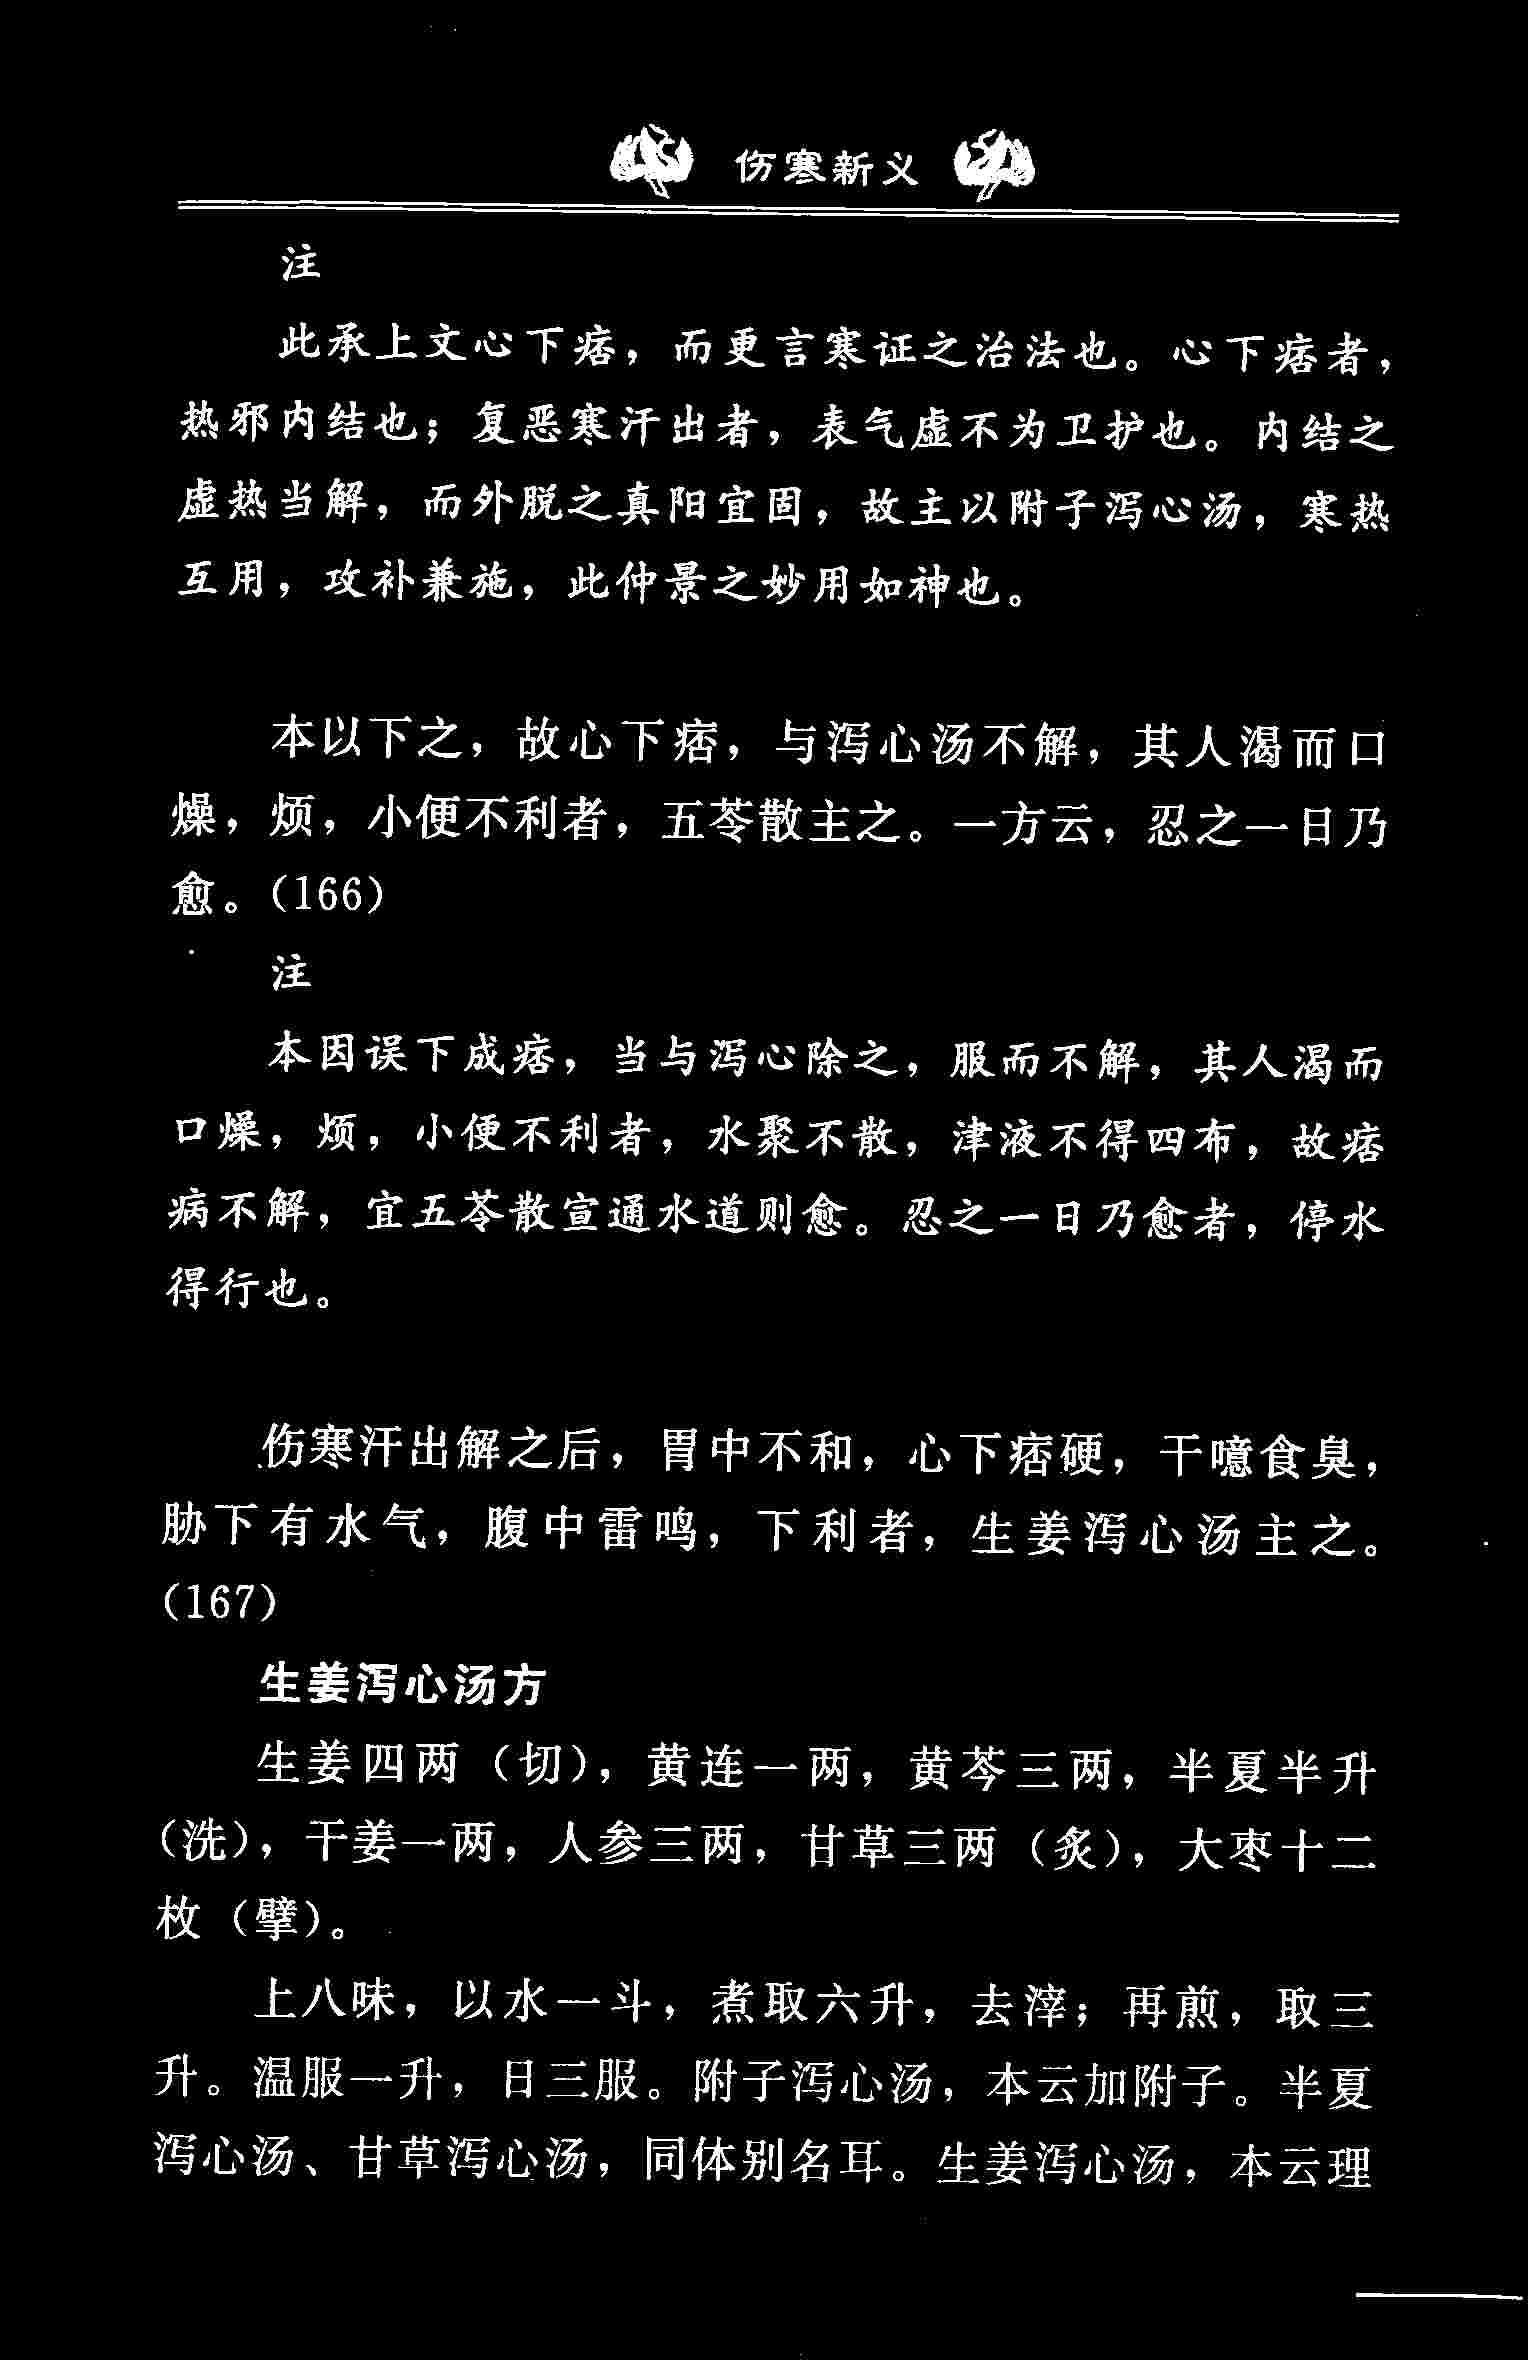 伤寒新义
注
此承上文心下痞，而更言寒证之治法也。心下痞者，
热邪内结也；复恶寒汗出者，表气虚不为卫护也。内结之
虚热当解，而外脱之真阳宜固，故主以附子泻心汤，寒热
互用，攻补兼施，此仲景之妙用如神也。
本以下之，故心下痞，与泻心汤不解，其人渴而口
燥，烦，小便不利者，五苓散主之。一方云，忍之一日乃
愈。(166)
注
本因误下成痞，当与泻心除之，服而不解，其人渴而
口燥，烦，小便不利者，水聚不散，津液不得四布，故痞
病不解，宜五苓散宣通水道则愈。忍之一日乃愈者，停水
得行也。
伤寒汗出解之后，胃中不和，心下痞硬，干噫食臭，
胁下有水气，腹中雷鸣，下利者，生姜泻心汤主之。
(167)
生姜泻心汤方
生姜四两（切），黄连一两，黄芩三两，半夏半升
（洗），干姜一两，人参三两，甘草三两（炙），大枣十二
枚（擘）。
上八味，以水一斗，煮取六升，去滓；再煎，取三
升。温服一升，日三服。附子泻心汤，本云加附子。半夏
泻心汤、甘草泻心汤，同体别名耳。生姜泻心汤，本云理